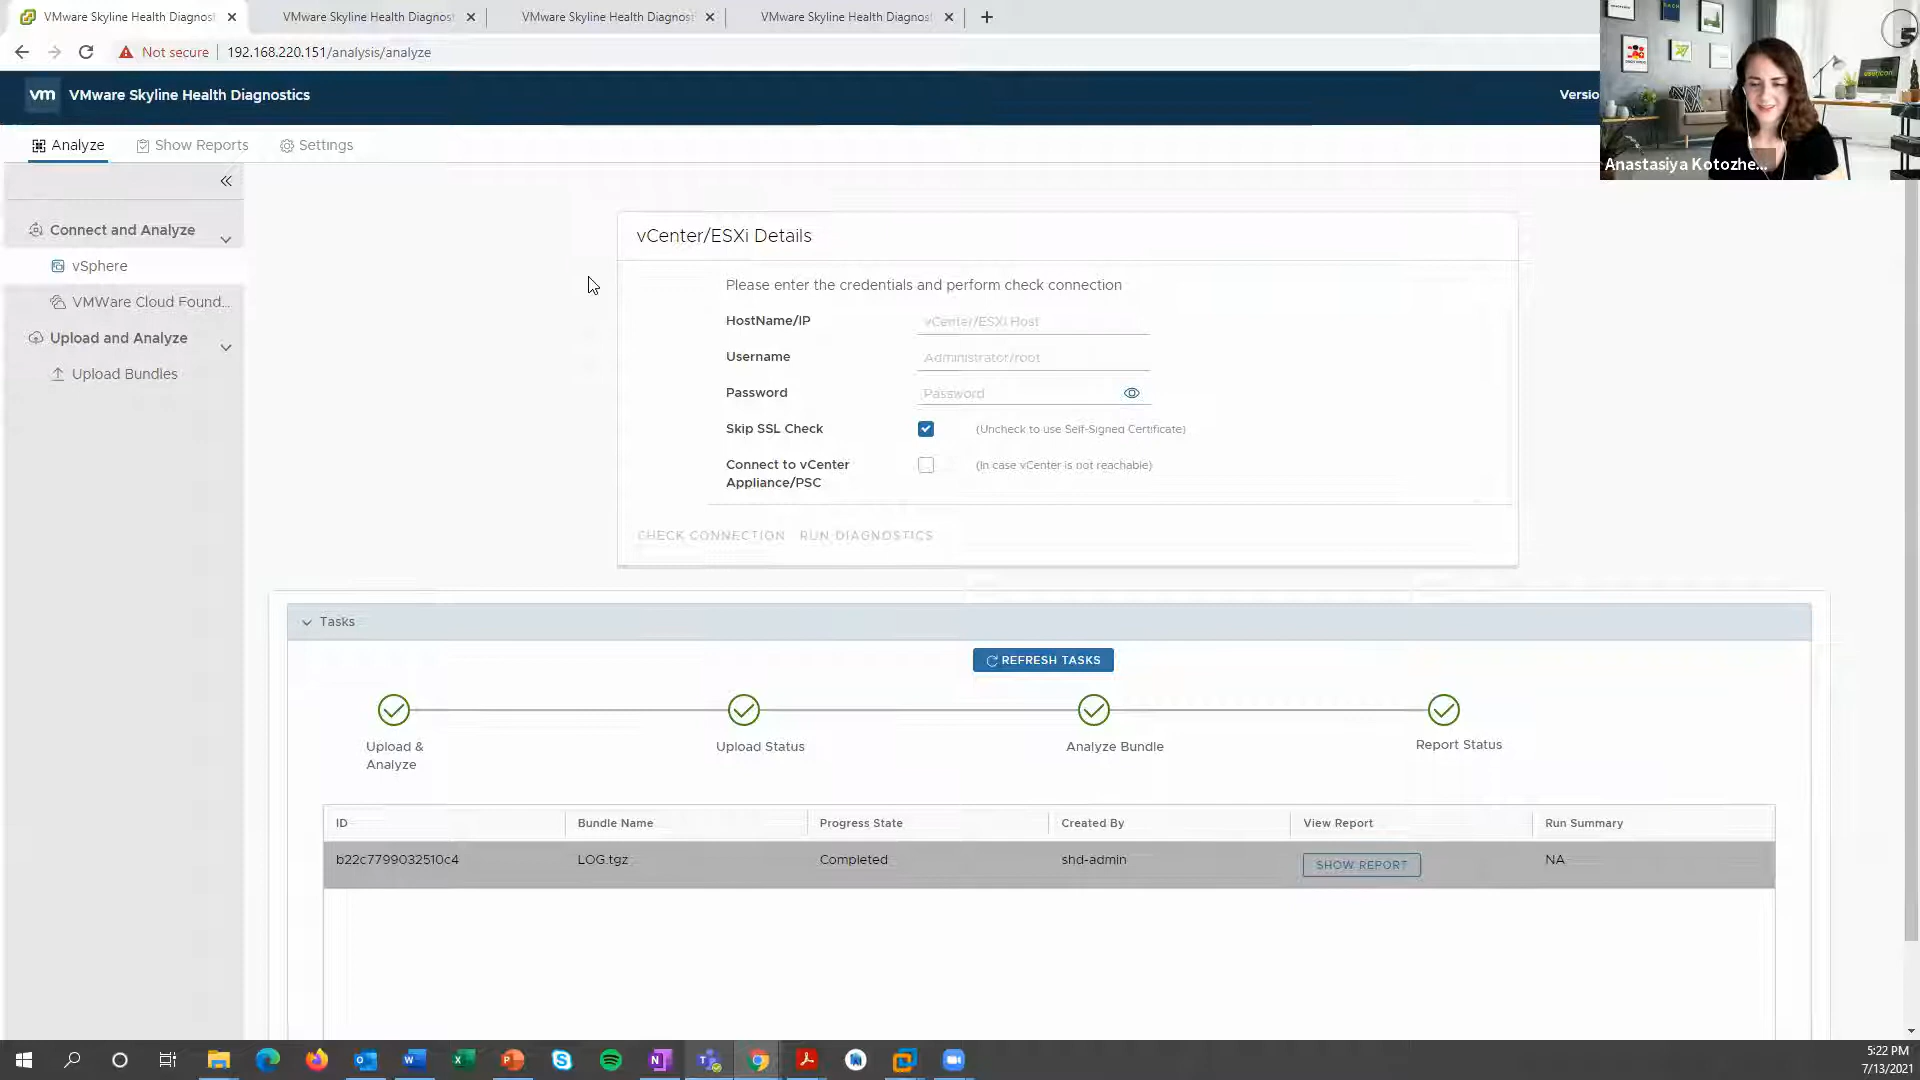 VMware Skyline Health Diagnost
VMware Skyline Health Diagnost
VMware Skyline Health Diagnost
VMware Skyline Health Diagnost
Not secure
192.168.220.151/analysis/analyze
vm
VMware Skyline Health Diagnostics
Versio
Anastasiya Kotozhe...
Analyze
Show Reports
Settings
Connect and Analyze
vSphere
VMWare Cloud Found...
Upload and Analyze
Upload Bundles
vCenter/ESXi Details
Please enter the credentials and perform check connection
HostName/IP
vCenter/ESXi Host
Username
Administrator/root
Password
Password
Skip SSL Check
(Uncheck to use Self-Signed Certificate)
Connect to vCenter
Appliance/PSC
(In case vCenter is not reachable)
CHECK CONNECTION
RUN DIAGNOSTICS
Tasks
REFRESH TASKS
Upload &
Analyze
Upload Status
Analyze Bundle
Report Status
ID
Bundle Name
Progress State
Created By
View Report
Run Summary
b22c7799032510c4
LOG.tgz
Completed
shd-admin
SHOW REPORT
NA
5:22 PM
7/13/2021